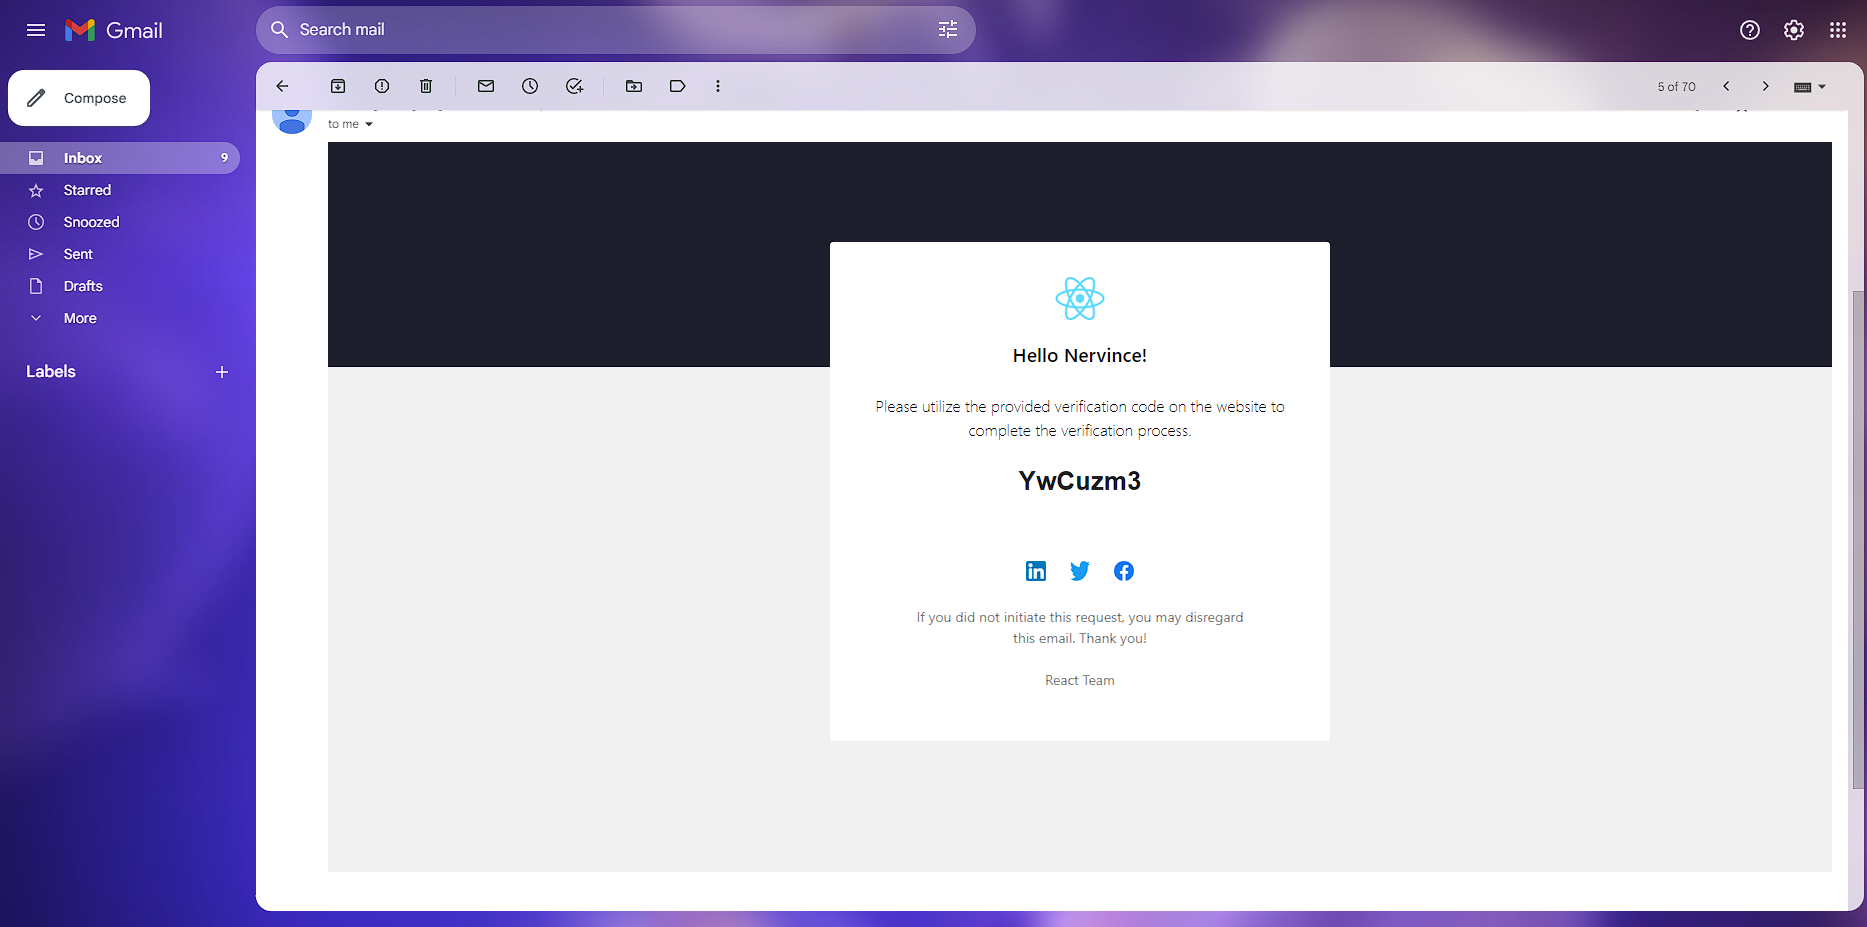 Gmail
Search mail
Compose
5 of 70
to me
Inbox 9
Starred
Snoozed
Sent
Drafts
More
Labels
Hello Nervince!
Please utilize the provided verification code on the website to
complete the verification process.
YwCuzm3
in
If you did not initiate this request, you may disregard
this email. Thank you!
React Team